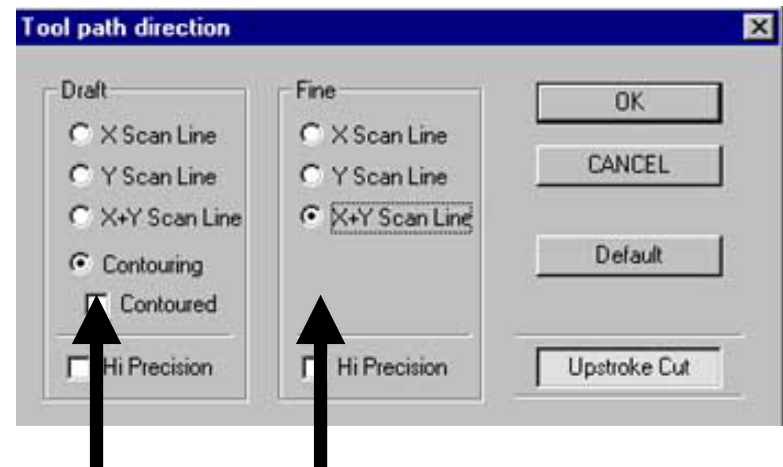 Tool path direction
Draft
X Scan Line
Y Scan Line
X+Y Scan Line
Contouring
Contoured
Hi Precision
Fine
X Scan Line
Y Scan Line
X+Y Scan Line
Hi Precision
OK
CANCEL
Default
Upstroke Cut